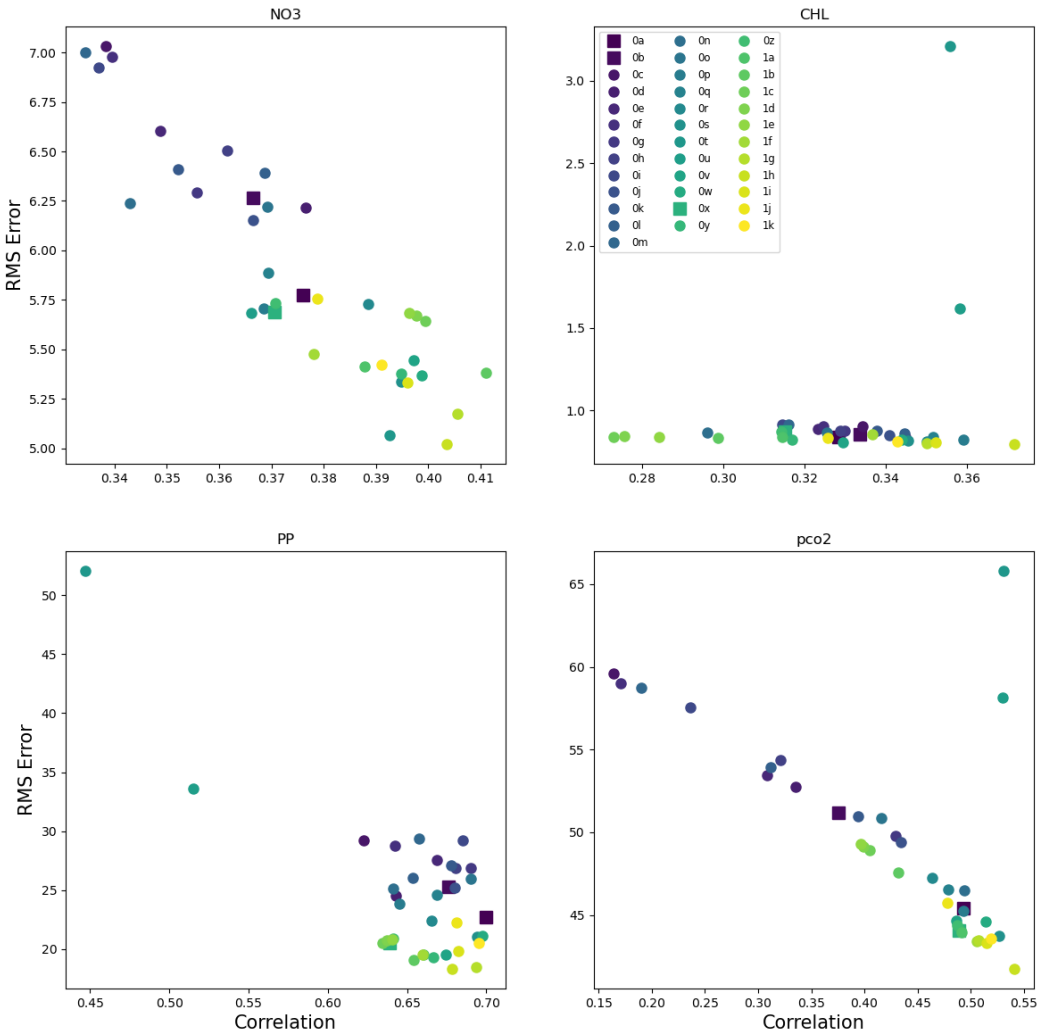 NO3
CHL
7.00
6.75
6.50
6.25
6.00
5.75
5.50
5.25
5.00
RMS Error
0.34 0.35 0.36 0.37 0.38 0.39 0.40 0.41
3.0
2.5
2.0
1.5
1.0
0a 0n 0z
0b 0o 1a
0c 0p 1b
0d 0q 1c
0e 0r 1d
0f 0s 1e
0g 0t 1f
0h 0u 1g
0i 0v 1h
0j 0w 1i
0k 0x 1j
0l 0y 1k
0m
0.28 0.30 0.32 0.34 0.36
PP
pco2
50
45
40
35
30
25
20
RMS Error
0.45 0.50 0.55 0.60 0.65 0.70
Correlation
65
60
55
50
45
0.15 0.20 0.25 0.30 0.35 0.40 0.45 0.50 0.55
Correlation